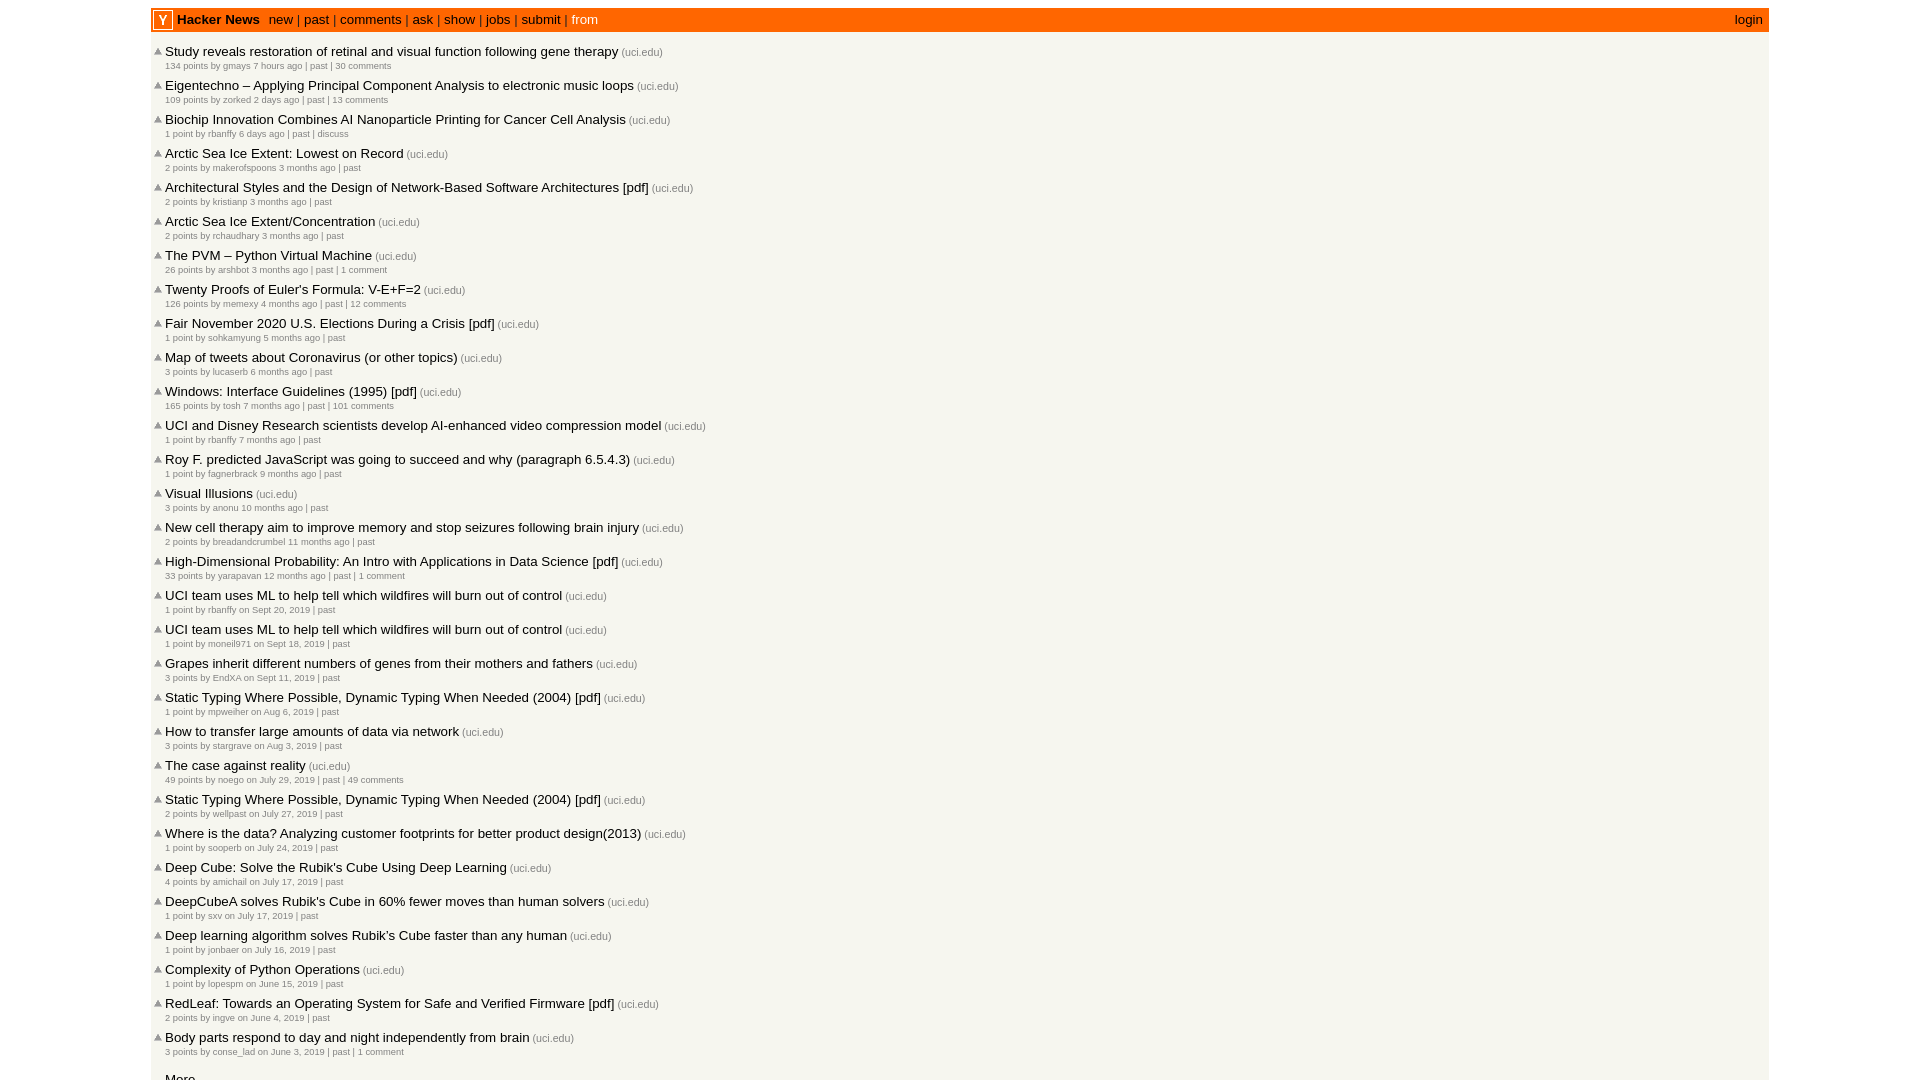 Y Hacker News new | past | comments | ask | show | jobs | submit | from login
Study reveals restoration of retinal and visual function following gene therapy (uci.edu)
134 points by gmays 7 hours ago | past | 30 comments
Eigentechno – Applying Principal Component Analysis to electronic music loops (uci.edu)
109 points by zorked 2 days ago | past | 13 comments
Biochip Innovation Combines AI Nanoparticle Printing for Cancer Cell Analysis (uci.edu)
1 point by rbanffy 6 days ago | past | discuss
Arctic Sea Ice Extent: Lowest on Record (uci.edu)
2 points by makerofspoons 3 months ago | past
Architectural Styles and the Design of Network-Based Software Architectures [pdf] (uci.edu)
2 points by kristianp 3 months ago | past
Arctic Sea Ice Extent/Concentration (uci.edu)
2 points by rchaudhary 3 months ago | past
The PVM – Python Virtual Machine (uci.edu)
26 points by arshbot 3 months ago | past | 1 comment
Twenty Proofs of Euler's Formula: V-E+F=2 (uci.edu)
126 points by memexy 4 months ago | past | 12 comments
Fair November 2020 U.S. Elections During a Crisis [pdf] (uci.edu)
1 point by sohkamyung 5 months ago | past
Map of tweets about Coronavirus (or other topics) (uci.edu)
3 points by lucaserb 6 months ago | past
Windows: Interface Guidelines (1995) [pdf] (uci.edu)
165 points by tosh 7 months ago | past | 101 comments
UCI and Disney Research scientists develop AI-enhanced video compression model (uci.edu)
1 point by rbanffy 7 months ago | past
Roy F. predicted JavaScript was going to succeed and why (paragraph 6.5.4.3) (uci.edu)
1 point by fagnerbrack 9 months ago | past
Visual Illusions (uci.edu)
3 points by anonu 10 months ago | past
New cell therapy aim to improve memory and stop seizures following brain injury (uci.edu)
2 points by breadandcrumbel 11 months ago | past
High-Dimensional Probability: An Intro with Applications in Data Science [pdf] (uci.edu)
33 points by yarapavan 12 months ago | past | 1 comment
UCI team uses ML to help tell which wildfires will burn out of control (uci.edu)
1 point by rbanffy on Sept 20, 2019 | past
UCI team uses ML to help tell which wildfires will burn out of control (uci.edu)
1 point by moneil971 on Sept 18, 2019 | past
Grapes inherit different numbers of genes from their mothers and fathers (uci.edu)
3 points by EndXA on Sept 11, 2019 | past
Static Typing Where Possible, Dynamic Typing When Needed (2004) [pdf] (uci.edu)
1 point by mpweiher on Aug 6, 2019 | past
How to transfer large amounts of data via network (uci.edu)
3 points by stargrave on Aug 3, 2019 | past
The case against reality (uci.edu)
49 points by noego on July 29, 2019 | past | 49 comments
Static Typing Where Possible, Dynamic Typing When Needed (2004) [pdf] (uci.edu)
2 points by wellpast on July 27, 2019 | past
Where is the data? Analyzing customer footprints for better product design(2013) (uci.edu)
1 point by sooperb on July 24, 2019 | past
Deep Cube: Solve the Rubik's Cube Using Deep Learning (uci.edu)
4 points by amichail on July 17, 2019 | past
DeepCubeA solves Rubik's Cube in 60% fewer moves than human solvers (uci.edu)
1 point by sxv on July 17, 2019 | past
Deep learning algorithm solves Rubik’s Cube faster than any human (uci.edu)
1 point by jonbaer on July 16, 2019 | past
Complexity of Python Operations (uci.edu)
1 point by lopespm on June 15, 2019 | past
RedLeaf: Towards an Operating System for Safe and Verified Firmware [pdf] (uci.edu)
2 points by ingve on June 4, 2019 | past
Body parts respond to day and night independently from brain (uci.edu)
3 points by conse_lad on June 3, 2019 | past | 1 comment
More